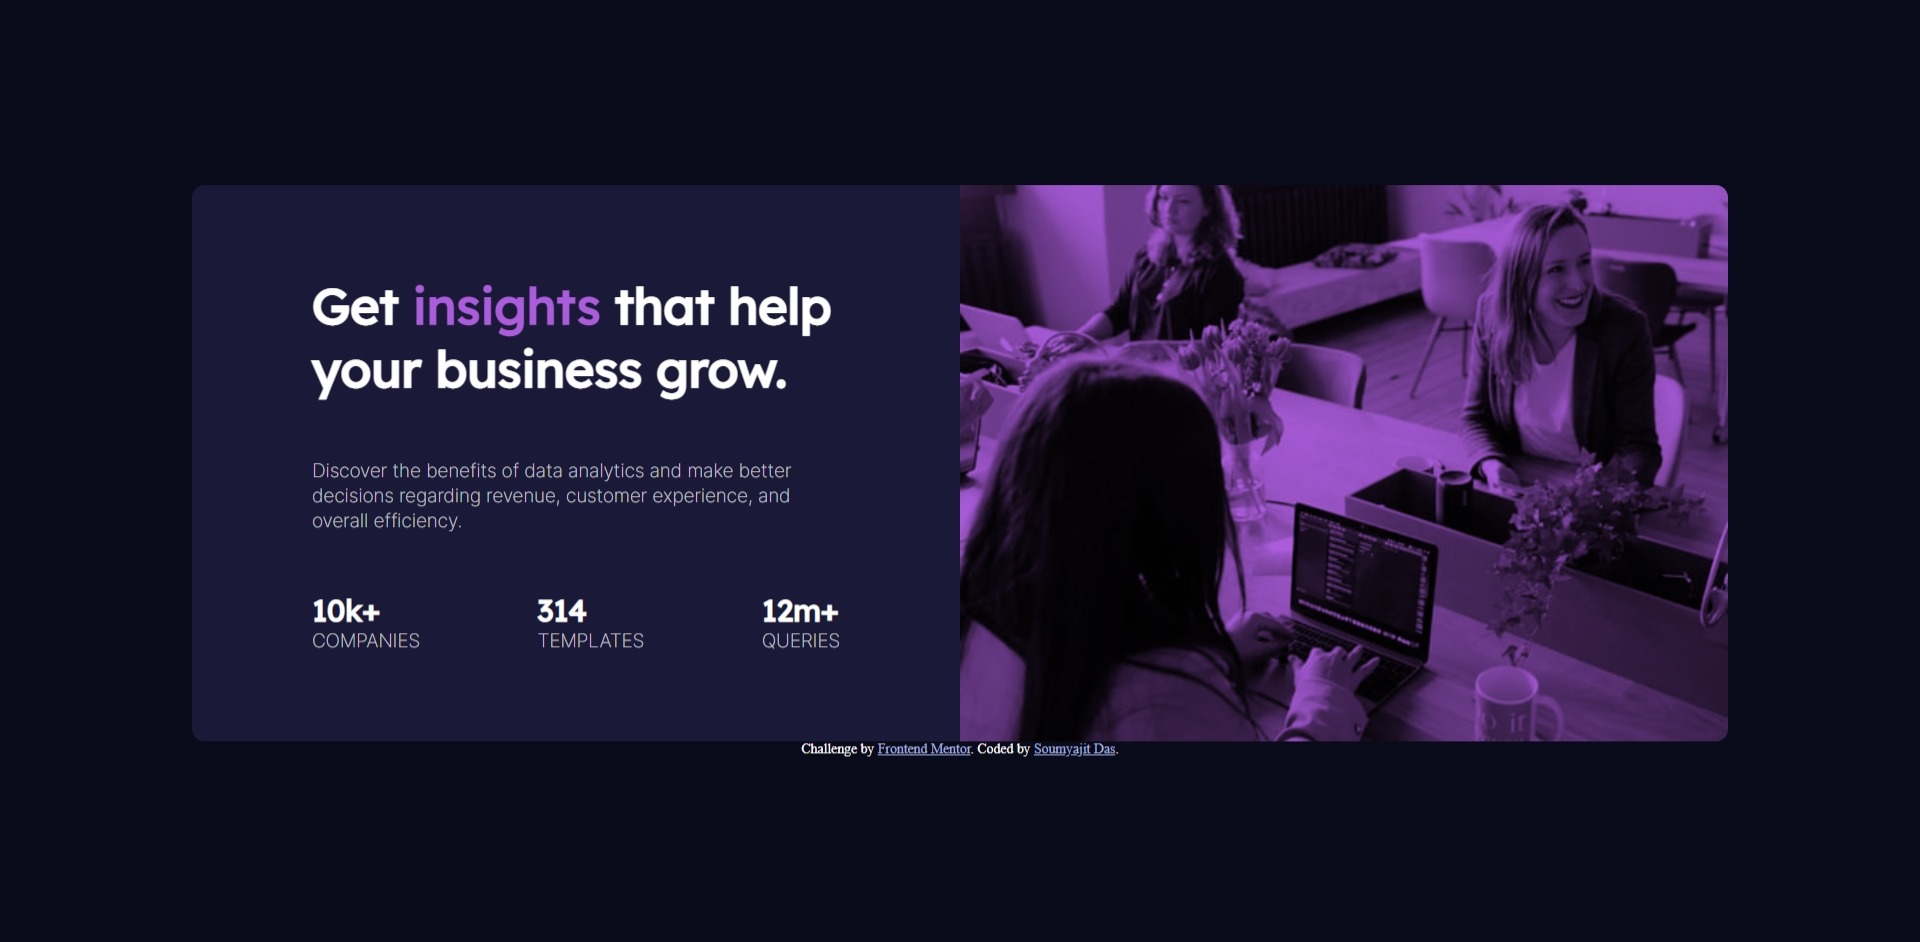 Get insights that help
your business grow.
Discover the benefits of data analytics and make better
decisions regarding revenue, customer experience, and
overall efficiency.
10k+ 314 12m+
COMPANIES TEMPLATES QUERIES
Challenge by Frontend Mentor. Coded by Soumyajit Das.